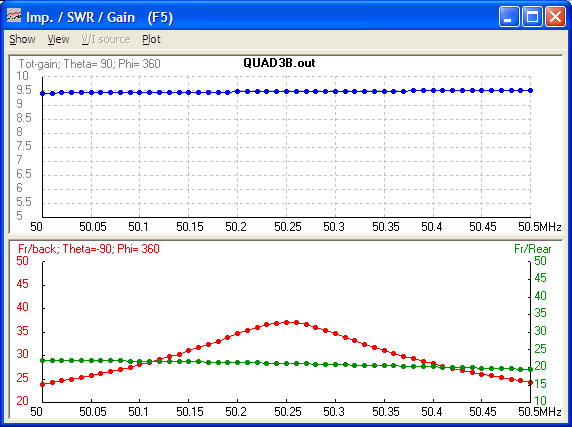 Imp. / SWR / Gain (F5)
Show View V/I source Plot
Tot-gain; Theta= 90; Phi= 360
QUAD3B.out
10
9.5
9
8.5
8
7.5
7
6.5
6
5.5
5
50 50.05 50.1 50.15 50.2 50.25 50.3 50.35 50.4 50.45 50.5MHz
Fr/back; Theta=-90; Phi= 360
Fr/Rear
50 50
45 45
40 40
35 35
30 30
25 20
20 10
50 50.05 50.1 50.15 50.2 50.25 50.3 50.35 50.4 50.45 50.5MHz